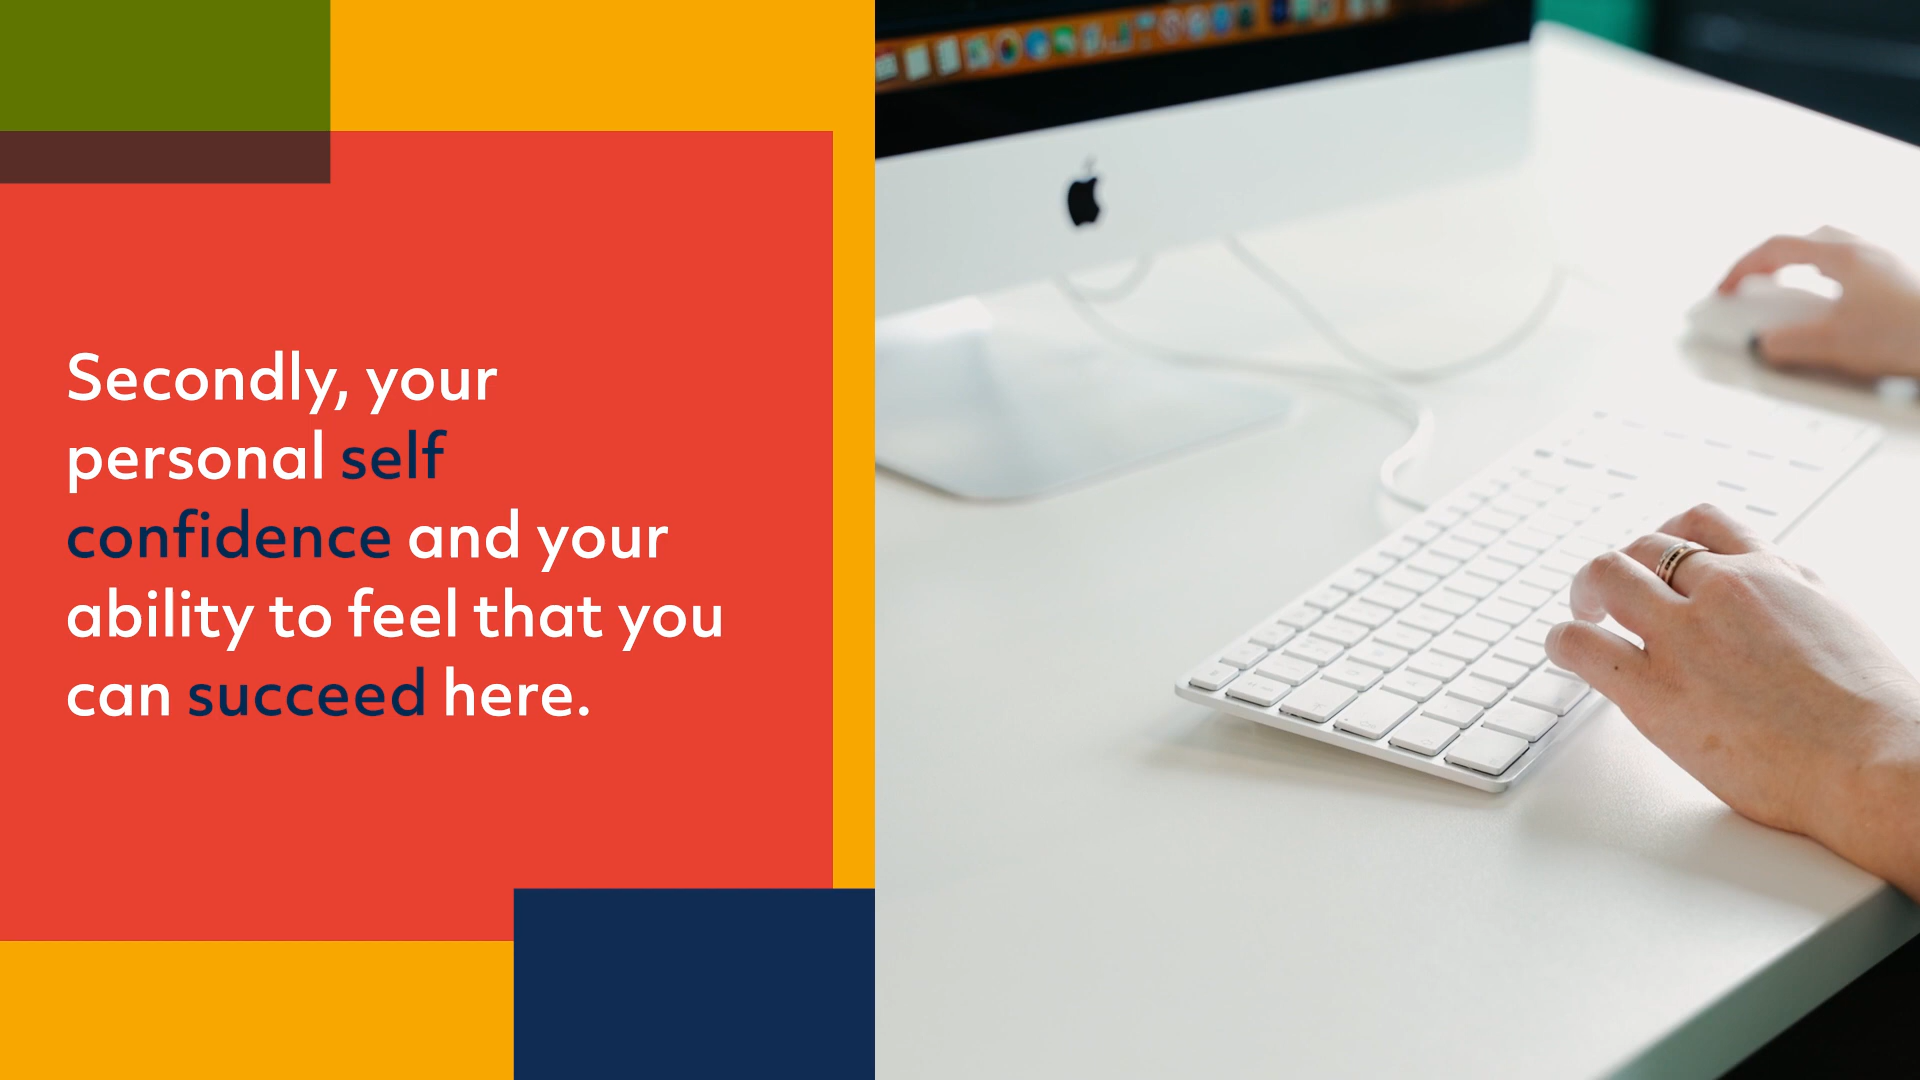 Secondly, your
personal self
confidence and your
ability to feel that you
can succeed here.